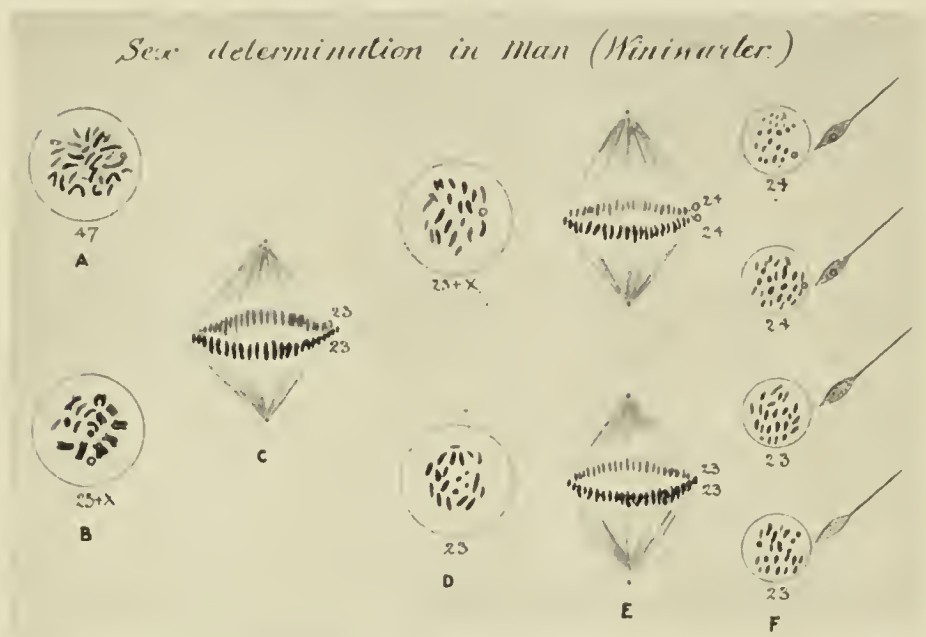 Sex determination in Man (Winiwarter)
47
A
23+X
B
23
23
C
23+X
23
D
24
24
23
23
E
24
24
23
23
F